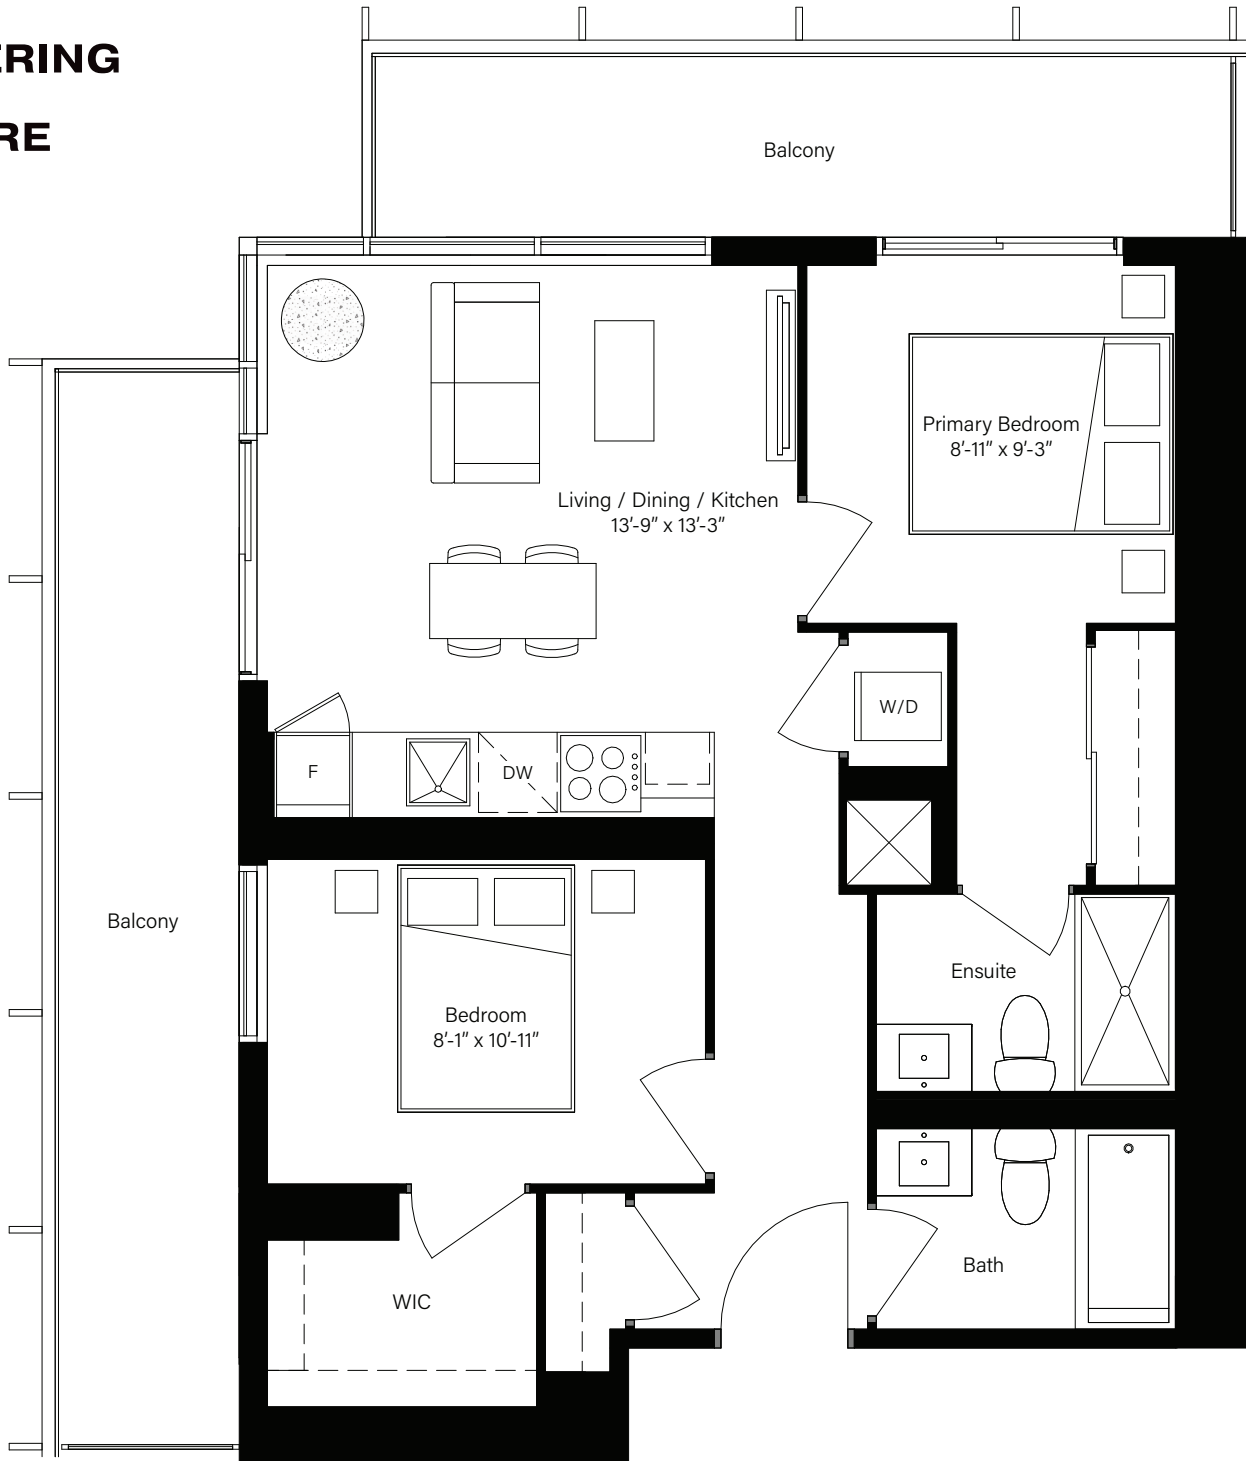 ERING
RE
Balcony
Primary Bedroom
8'-11" x 9'-3"
Living / Dining / Kitchen
13'-9" x 13'-3"
W/D
F
DW
Balcony
Ensuite
Bedroom
8'-1" x 10'-11"
Bath
WIC